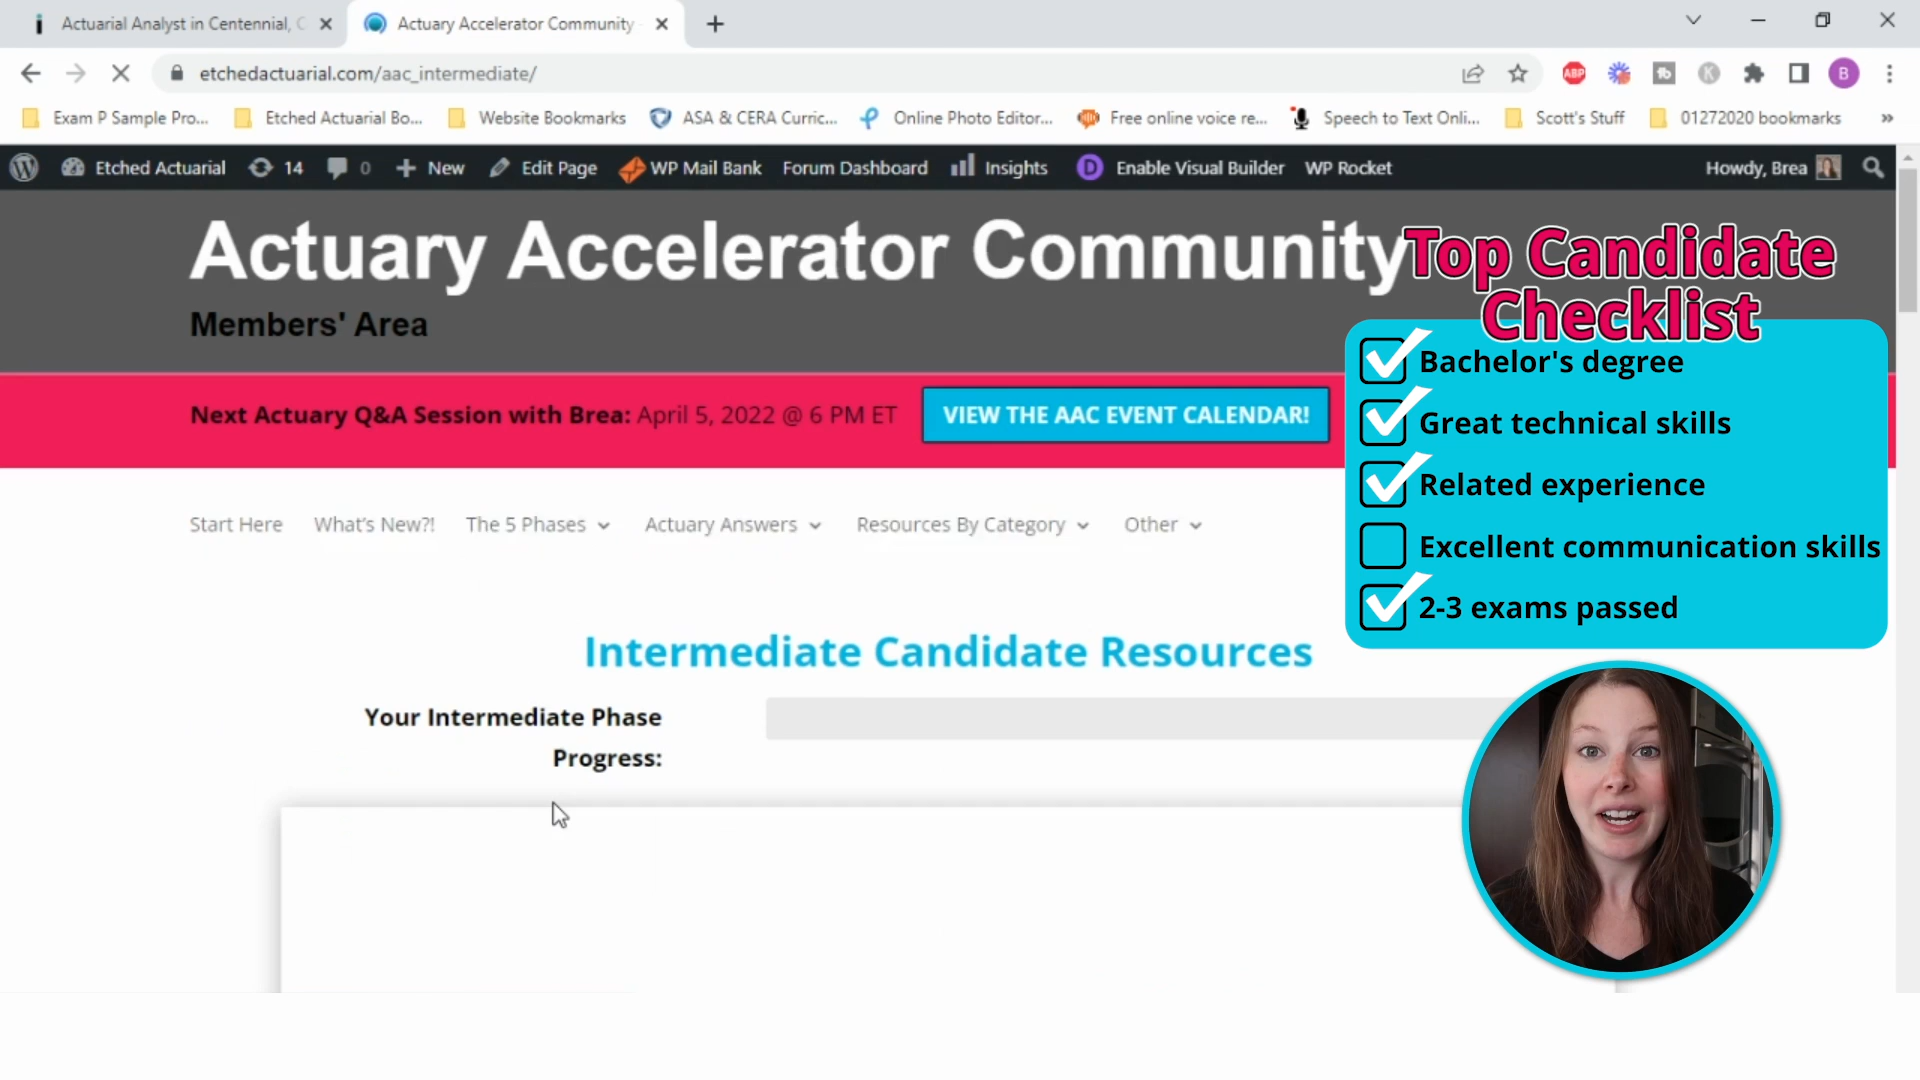 Actuarial Analyst in Centennial, C
Actuary Accelerator Community
etchedactuarial.com/aac_intermediate/
ABP
K
B
Exam P Sample Pro...
Etched Actuarial Bo...
Website Bookmarks
ASA & CERA Curric...
Online Photo Editor...
Free online voice re...
Speech to Text Onli...
Scott's Stuff
01272020 bookmarks
»
Etched Actuarial
14
0
New
Edit Page
WP Mail Bank
Forum Dashboard
Insights
D
Enable Visual Builder
WP Rocket
Howdy, Brea
Actuary Accelerator Community
Members' Area
Next Actuary Q&A Session with Brea: April 5, 2022 @ 6 PM ET
VIEW THE AAC EVENT CALENDAR!
Top Candidate
Checklist
Bachelor's degree
Great technical skills
Related experience
Excellent communication skills
2-3 exams passed
Start Here
What's New?!
The 5 Phases
Actuary Answers
Resources By Category
Other
Intermediate Candidate Resources
Your Intermediate Phase
Progress: